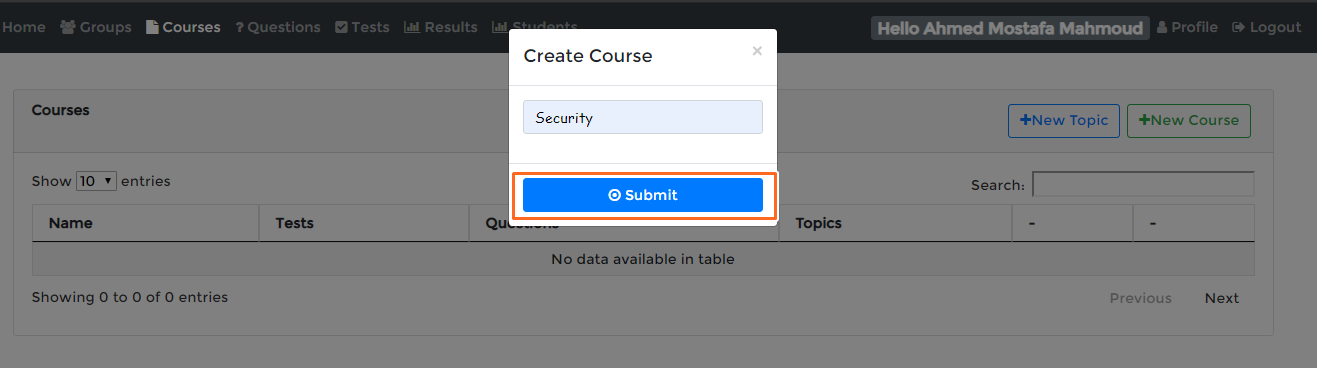 Home Groups Courses ? Questions Tests Results Students Hello Ahmed Mostafa Mahmoud Profile Logout
Create Course ×
Courses
+New Topic +New Course
Security
Show 10 entries
Search:
Submit
Name Tests Questions Topics - -
No data available in table
Showing 0 to 0 of 0 entries
Previous Next